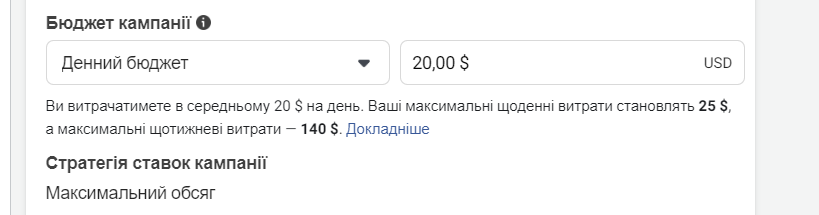 Бюджет кампанії
Денний бюджет
20,00 $ USD
Ви витрачатимете в середньому 20 $ на день. Ваші максимальні щоденні витрати становлять 25 $,
а максимальні щотижневі витрати — 140 $. Докладніше
Стратегія ставок кампанії
Максимальний обсяг